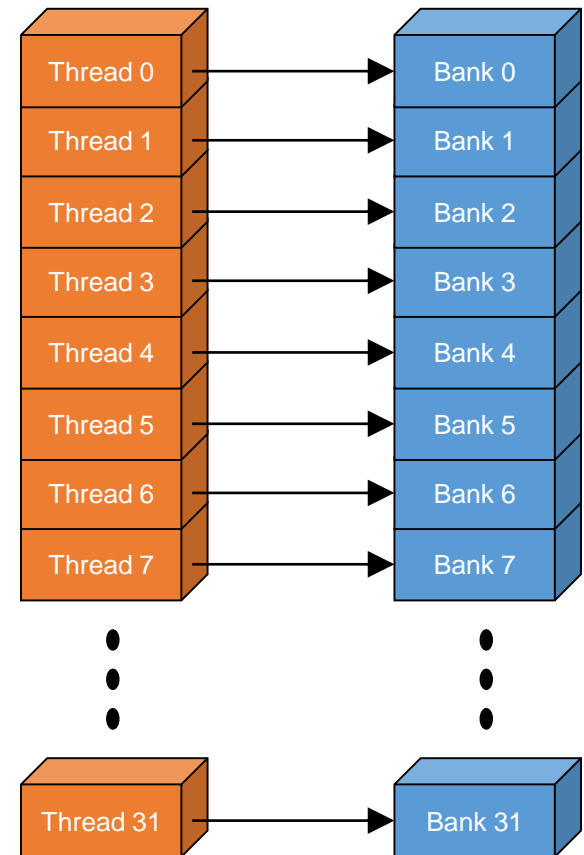 Thread 0 Bank 0
Thread 1 Bank 1
Thread 2 Bank 2
Thread 3 Bank 3
Thread 4 Bank 4
Thread 5 Bank 5
Thread 6 Bank 6
Thread 7 Bank 7
Thread 31 Bank 31